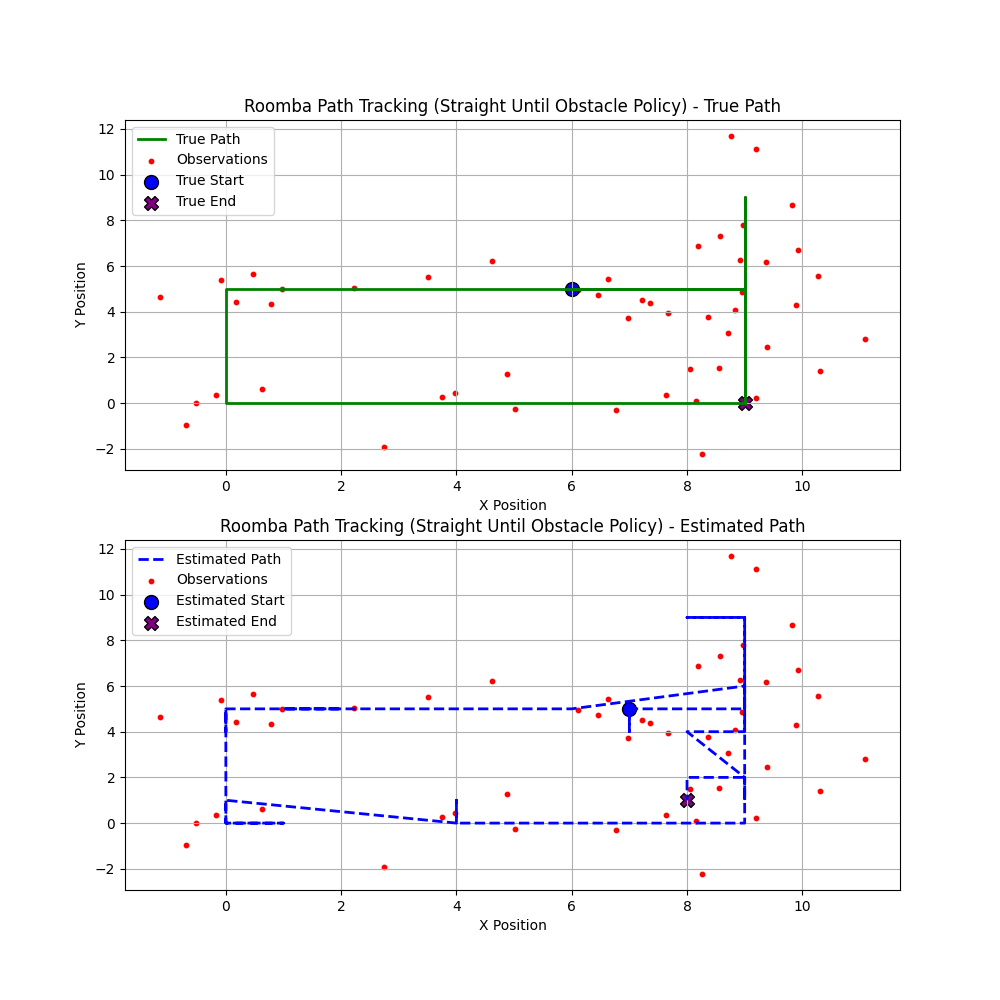 Roomba Path Tracking (Straight Until Obstacle Policy) - True Path
12
10
8
6
4
2
0
−2
Y Position
True Path
Observations
True Start
True End
0 2 4 6 8 10
X Position
Roomba Path Tracking (Straight Until Obstacle Policy) - Estimated Path
12
10
8
6
4
2
0
−2
Y Position
Estimated Path
Observations
Estimated Start
Estimated End
0 2 4 6 8 10
X Position